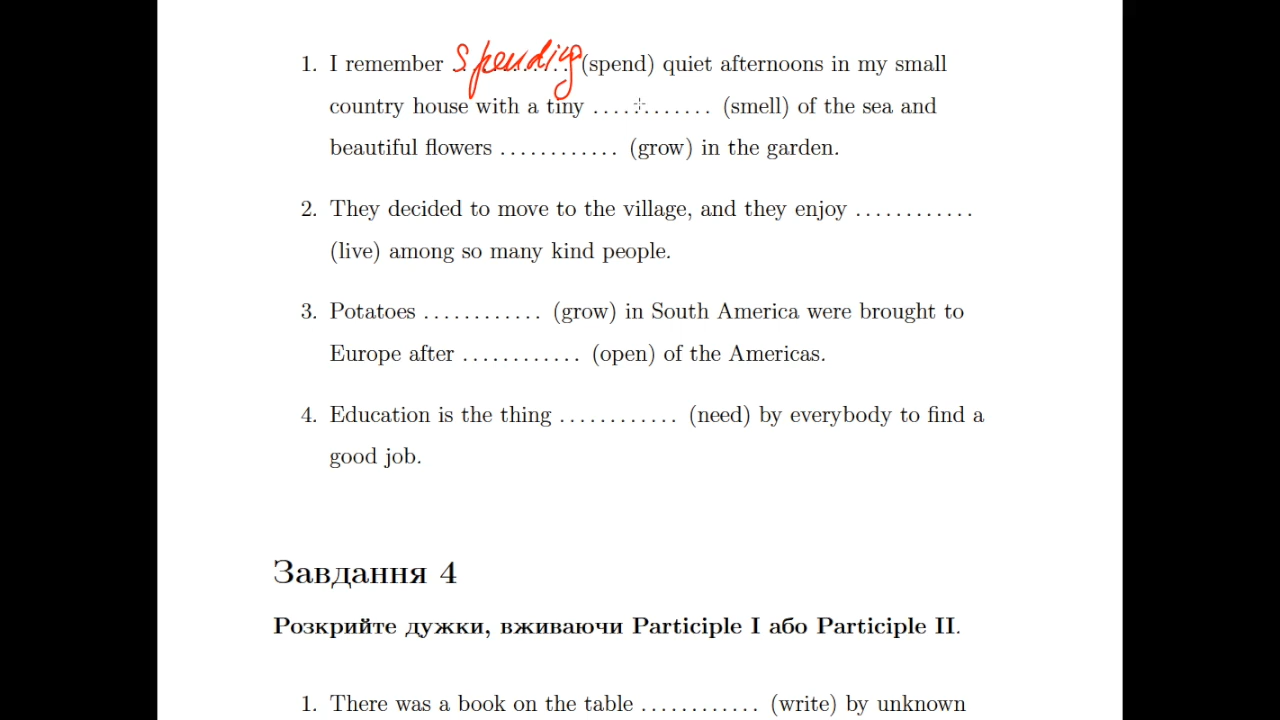 1. I remember spendig (spend) quiet afternoons in my small
country house with a tiny ............ (smell) of the sea and
beautiful flowers ............ (grow) in the garden.
2. They decided to move to the village, and they enjoy ............
(live) among so many kind people.
3. Potatoes ............ (grow) in South America were brought to
Europe after ............ (open) of the Americas.
4. Education is the thing ............ (need) by everybody to find a
good job.
Завдання 4
Розкрийте дужки, вживаючи Participle I або Participle II.
1. There was a book on the table ............ (write) by unknown